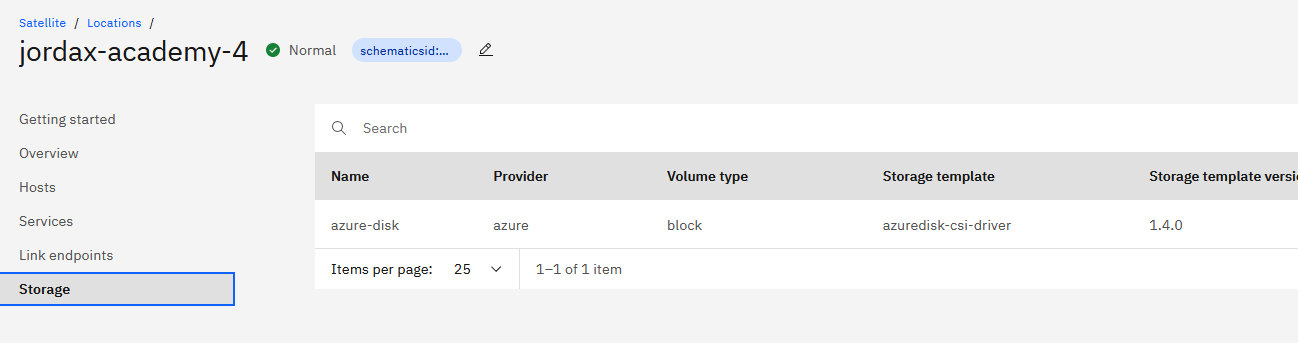 Satellite / Locations /
jordax-academy-4 Normal schematicsid:...
Getting started
Overview
Hosts
Services
Link endpoints
Storage
Search
Name Provider Volume type Storage template Storage template versi
azure-disk azure block azuredisk-csi-driver 1.4.0
Items per page: 25 1–1 of 1 item